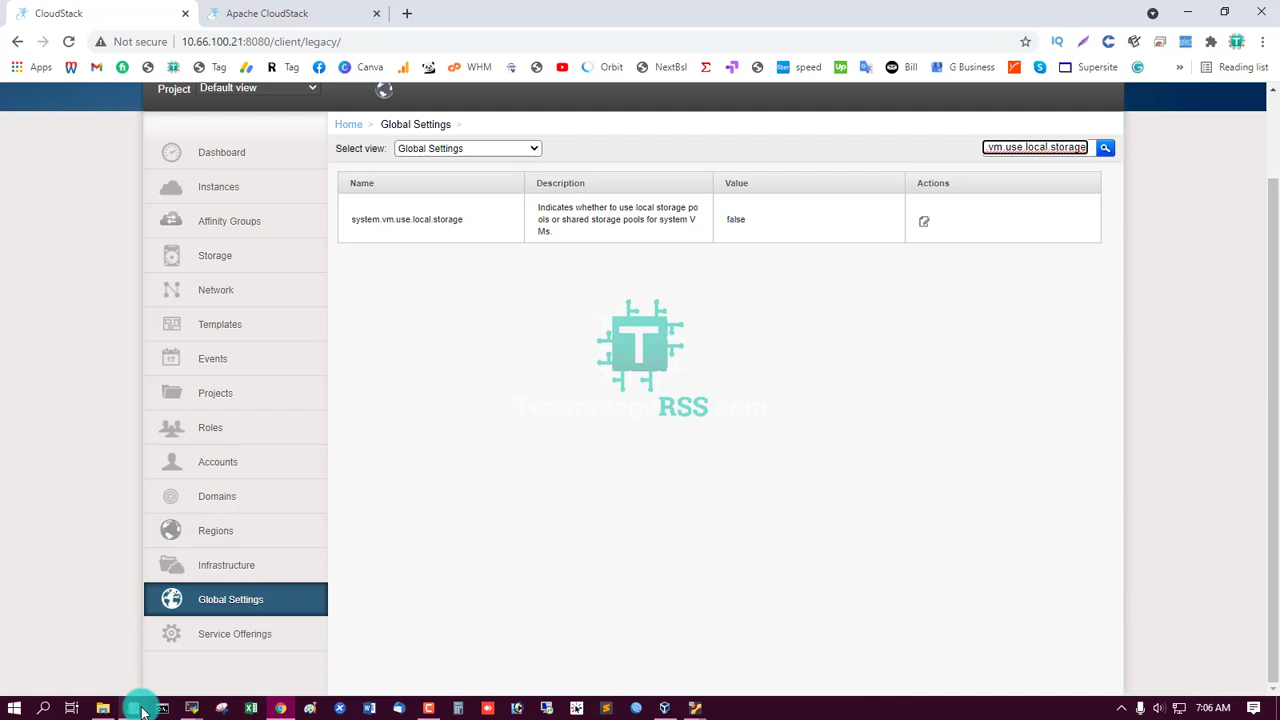 CloudStack
Apache CloudStack
Not secure
10.66.100.21:8080/client/legacy/
Apps
Tag
Tag
Canva
WHM
Orbit
NextBsl
speed
Bill
G Business
Supersite
»
Reading list
Project
Default view
Home > Global Settings >
Select view:
Global Settings
.vm.use.local.storage
Dashboard
Instances
Affinity Groups
Storage
Network
Templates
Events
Projects
Roles
Accounts
Domains
Regions
Infrastructure
Global Settings
Service Offerings
Name
Description
Value
Actions
system.vm.use.local.storage
Indicates whether to use local storage po
ols or shared storage pools for system V
Ms.
false
T
TechnologyRSS.com
7:06 AM